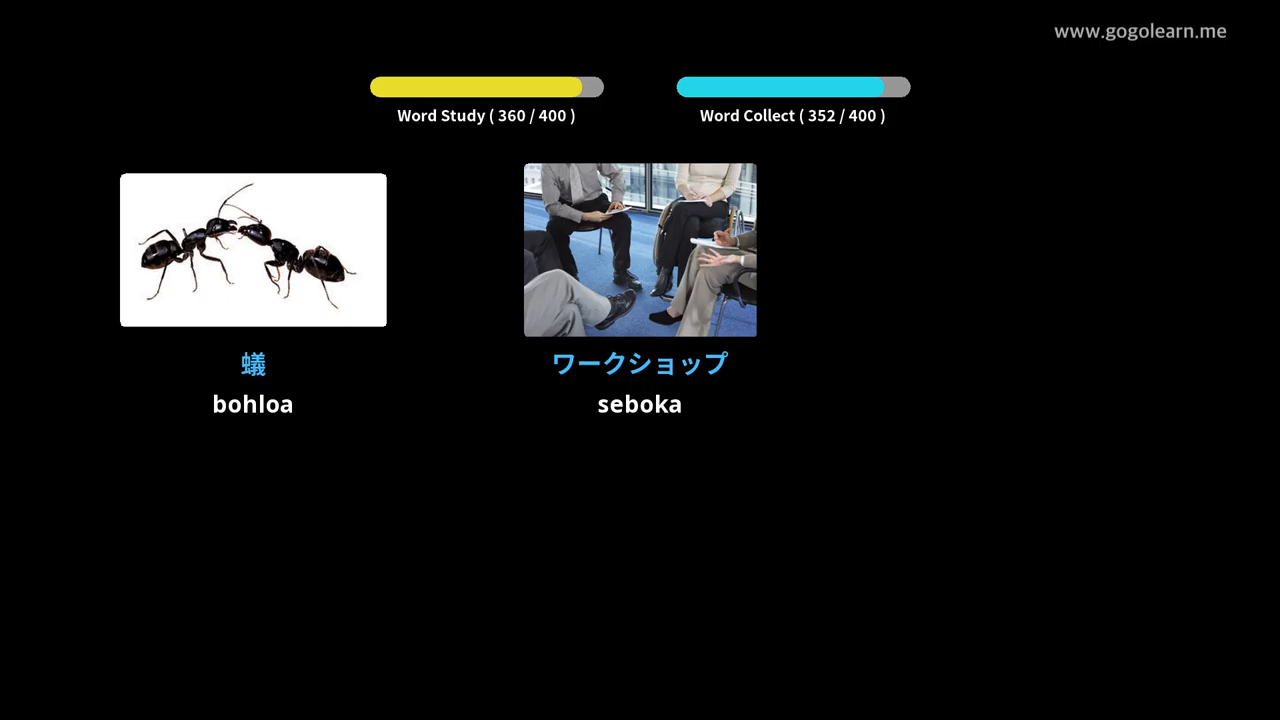 www.gogolearn.me
Word Study ( 360 / 400 )
Word Collect ( 352 / 400 )
蟻
bohloa
ワークショップ
seboka